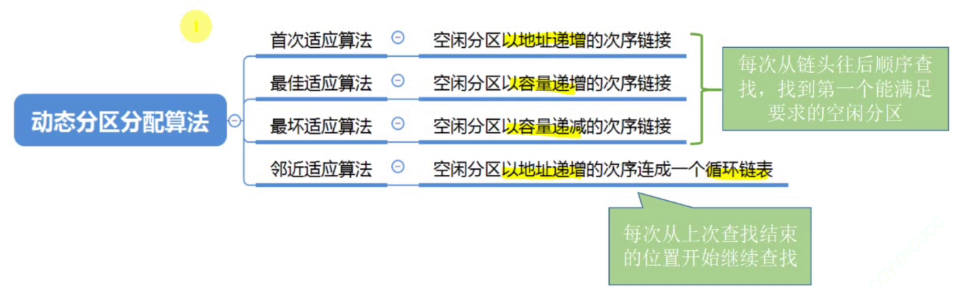 动态分区分配算法
首次适应算法
空闲分区以地址递增的次序链接
最佳适应算法
空闲分区以容量递增的次序链接
最坏适应算法
空闲分区以容量递减的次序链接
邻近适应算法
空闲分区以地址递增的次序连成一个循环链表
每次从链头往后顺序查
找，找到第一个能满足
要求的空闲分区
每次从上次查找结束
的位置开始继续查找